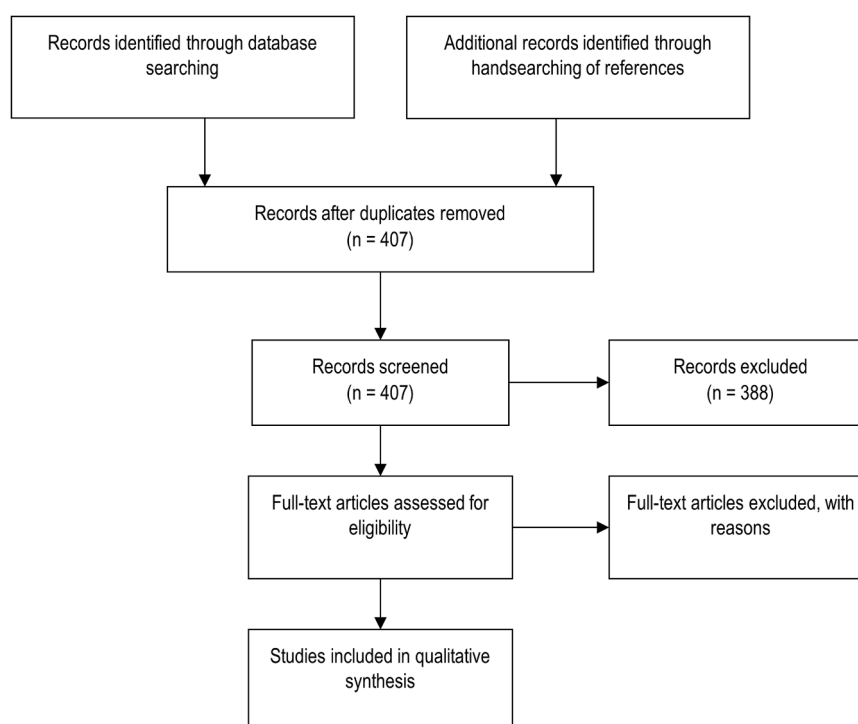 Records identified through database
searching
Additional records identified through
handsearching of references
Records after duplicates removed
(n = 407)
Records screened
(n = 407)
Records excluded
(n = 388)
Full-text articles assessed for
eligibility
Full-text articles excluded, with
reasons
Studies included in qualitative
synthesis